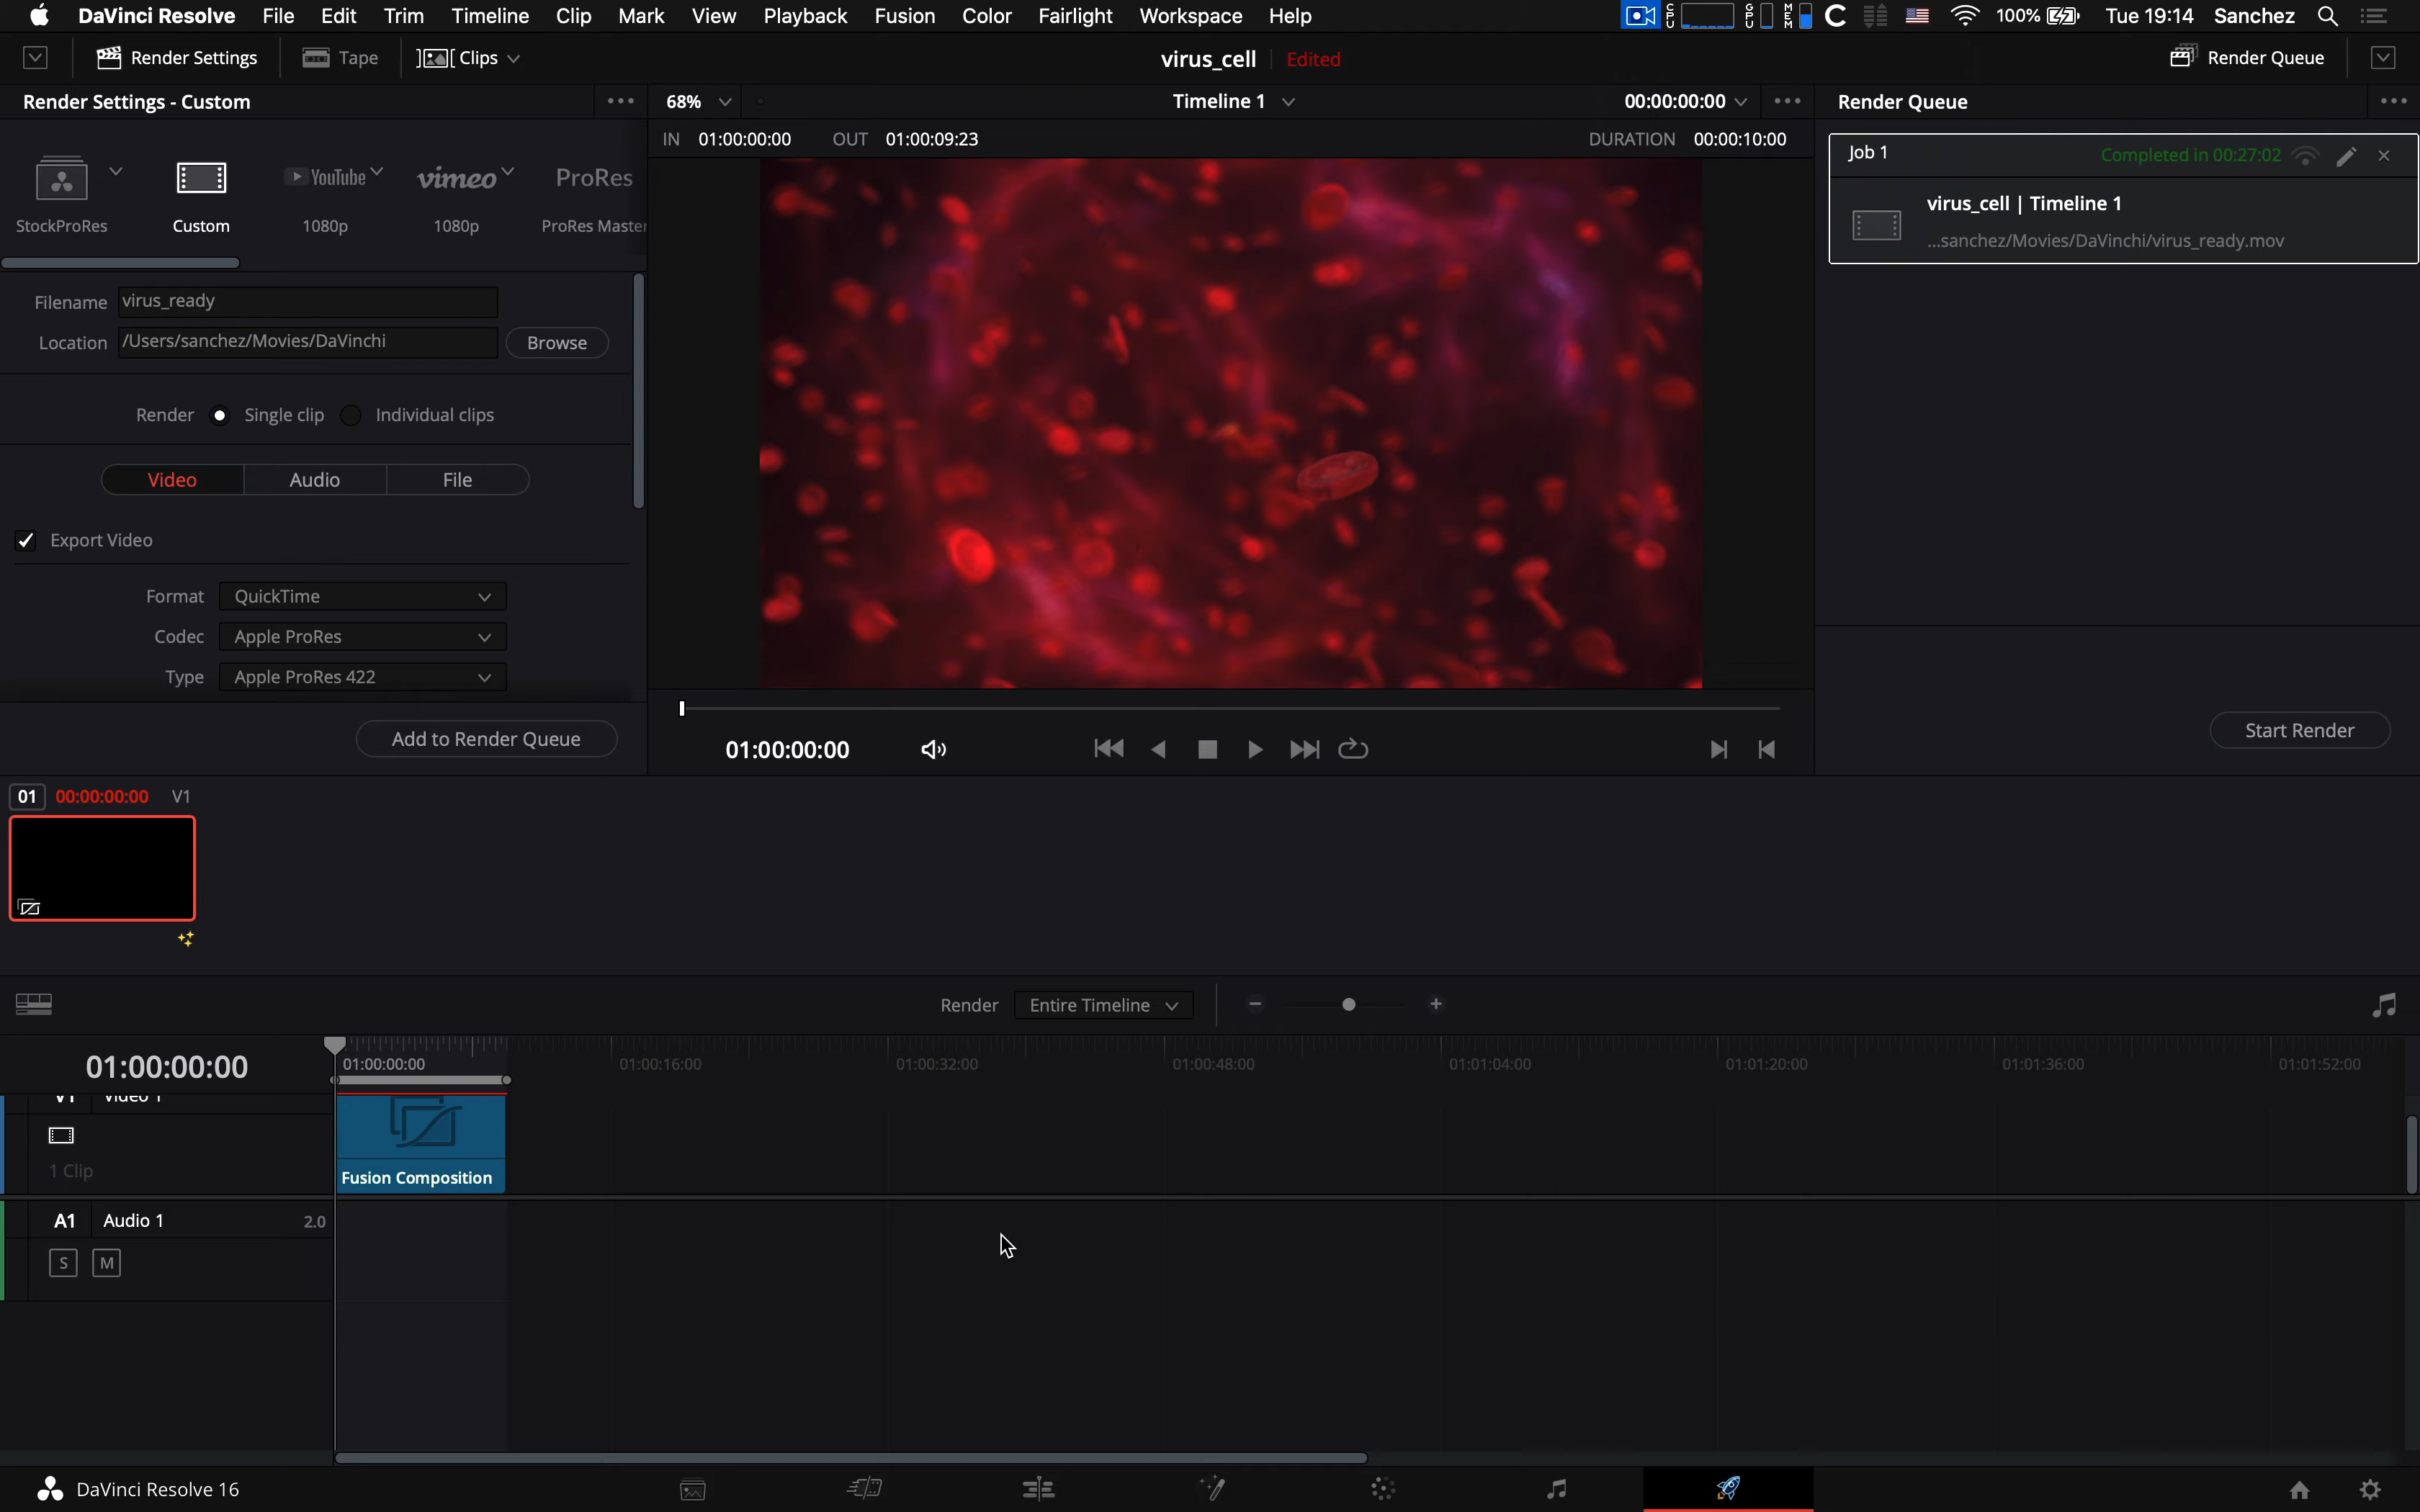 DaVinci Resolve File Edit Trim Timeline Clip Mark View Playback Fusion Color Fairlight Workspace Help CPU GPU MEM 100% Tue 19:14 Sanchez
Render Settings Tape Clips virus_cell Edited Render Queue
Render Settings - Custom 68% Timeline 1 00:00:00:00 Render Queue
IN 01:00:00:00 OUT 01:00:09:23 DURATION 00:00:10:00
Job 1 Completed in 00:27:02
YouTube vimeo ProRes
StockProRes Custom 1080p 1080p ProRes Master
virus_cell | Timeline 1
...sanchez/Movies/DaVinchi/virus_ready.mov
Filename virus_ready
Location /Users/sanchez/Movies/DaVinchi Browse
Render Single clip Individual clips
Video Audio File
Export Video
Format QuickTime
Codec Apple ProRes
Type Apple ProRes 422
Add to Render Queue
01:00:00:00
Start Render
01 00:00:00:00 V1
Render Entire Timeline
01:00:00:00
01:00:00:00 01:00:16:00 01:00:32:00 01:00:48:00 01:01:04:00 01:01:20:00 01:01:36:00 01:01:52:00
V1 Video 1
1 Clip
Fusion Composition
A1 Audio 1 2.0
S M
DaVinci Resolve 16